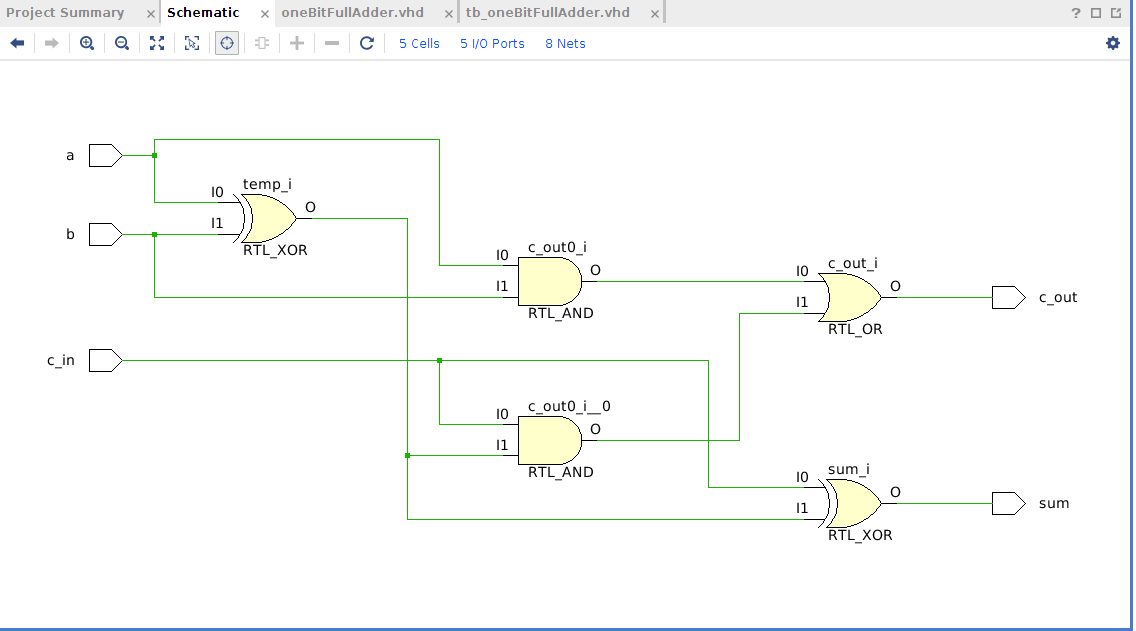 Project Summary × Schematic × oneBitFullAdder.vhd × tb_oneBitFullAdder.vhd × ?
5 Cells 5 I/O Ports 8 Nets
a
temp_i
I0
O
I1
b
RTL_XOR
c_out0_i
I0
O
I1
RTL_AND
c_out_i
I0
O
I1
c_out
RTL_OR
c_in
c_out0_i__0
I0
O
I1
RTL_AND
sum_i
I0
O
I1
sum
RTL_XOR